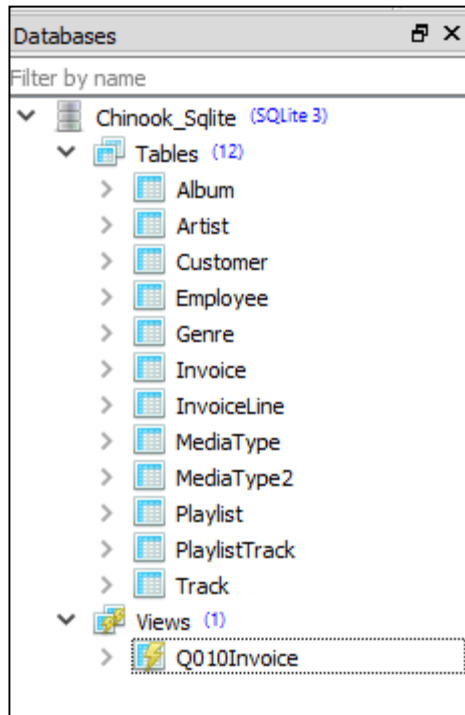 Databases
Filter by name
Chinook_Sqlite (SQLite 3)
Tables (12)
Album
Artist
Customer
Employee
Genre
Invoice
InvoiceLine
MediaType
MediaType2
Playlist
PlaylistTrack
Track
Views (1)
Q010Invoice